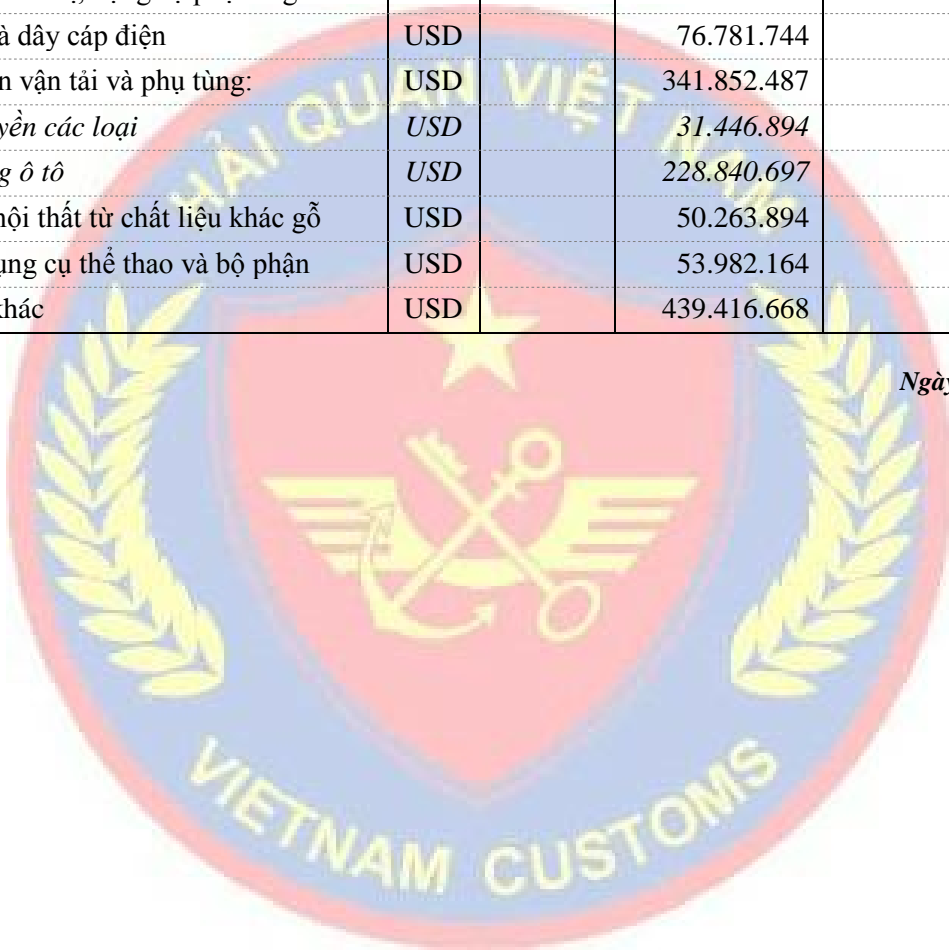 à dây cáp điện USD 76.781.744
n vận tải và phụ tùng: USD 341.852.487
yền các loại USD 31.446.894
g ô tô USD 228.840.697
nội thất từ chất liệu khác gỗ USD 50.263.894
ụng cụ thể thao và bộ phận USD 53.982.164
khác USD 439.416.668
Ngày
HẢI QUAN VIỆT NAM
VIETNAM CUSTOMS